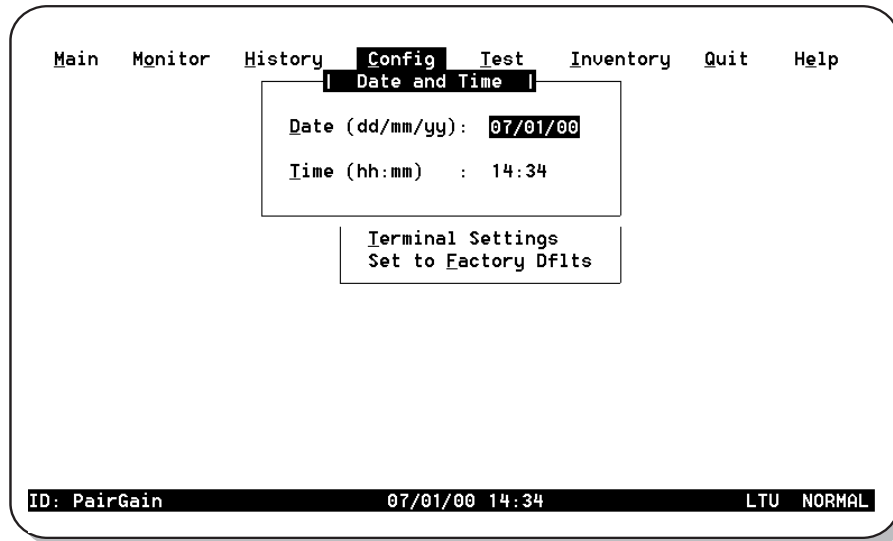 Main Monitor History Config Test Inventory Quit Help
Date and Time
Date (dd/mm/yy): 07/01/00
Time (hh:mm) : 14:34
Terminal Settings
Set to Factory Dflts
ID: PairGain 07/01/00 14:34 LTU NORMAL